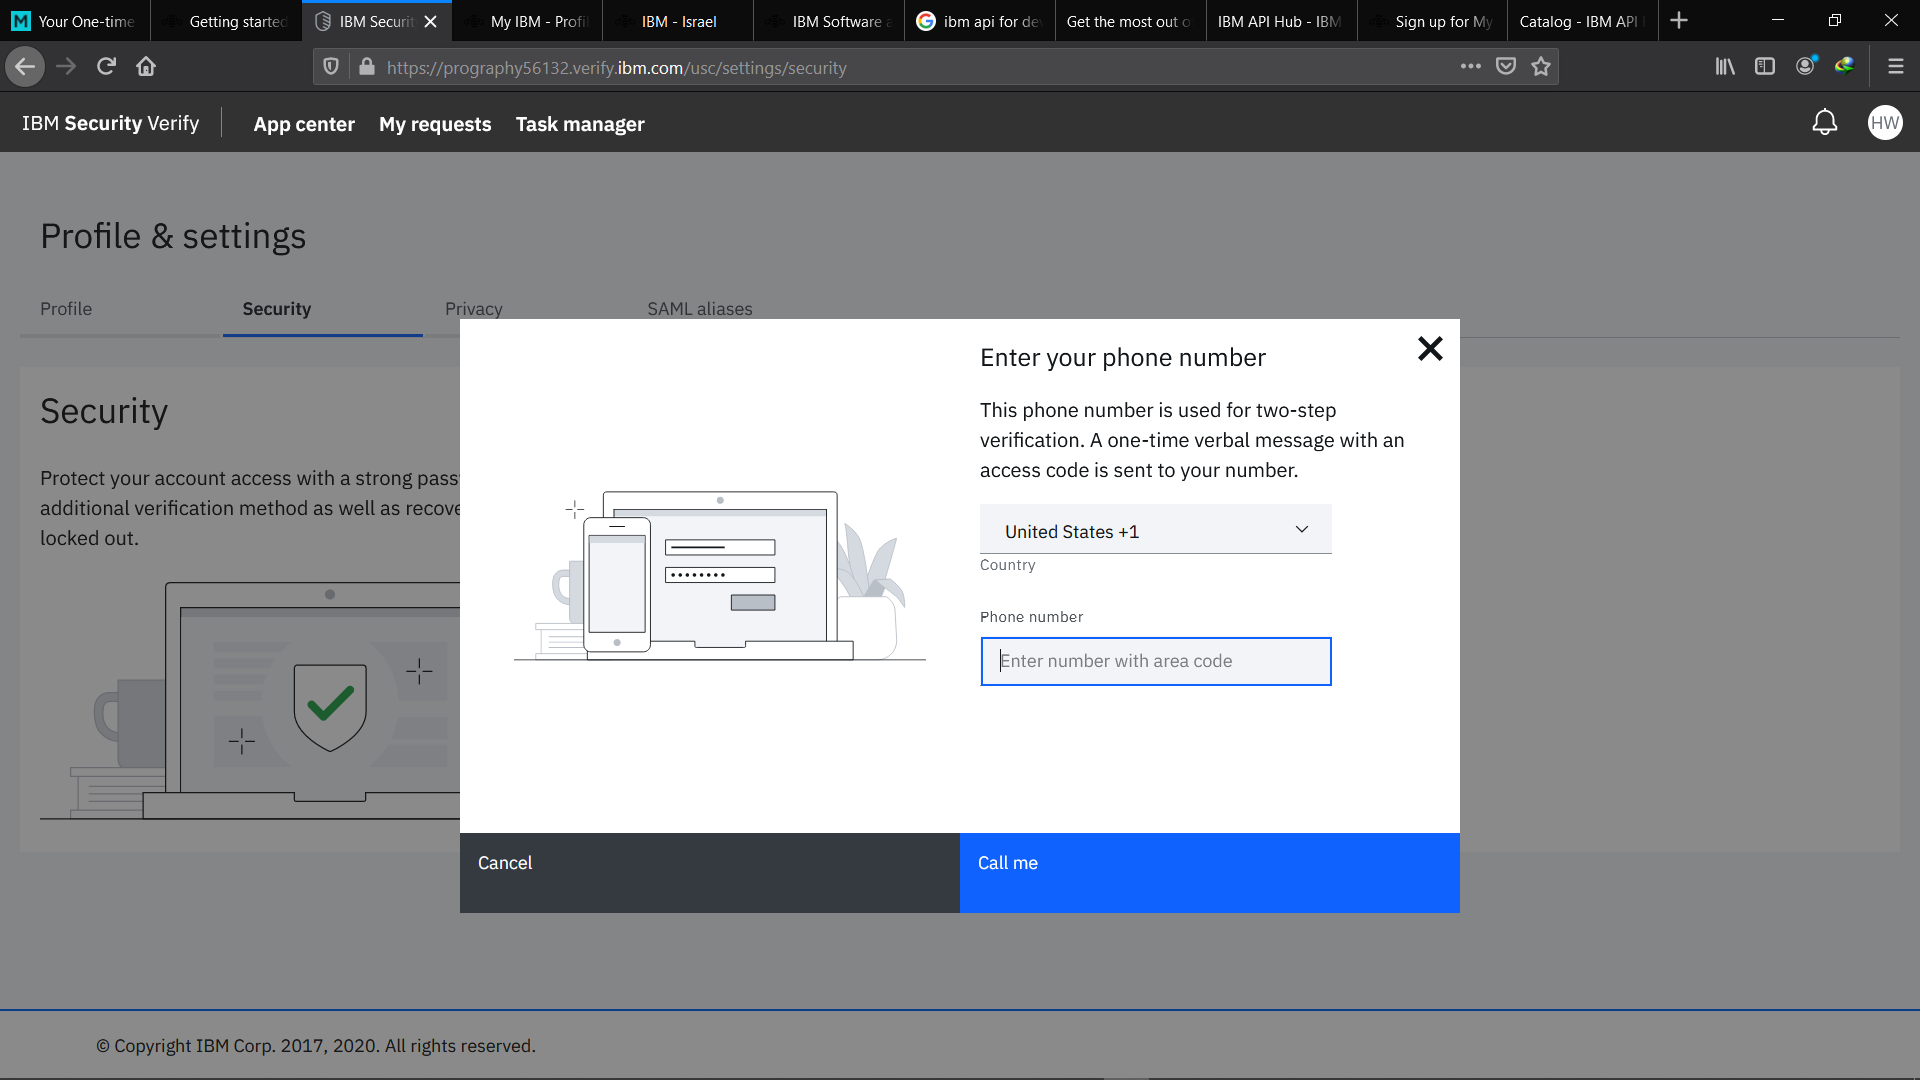 Your One-time
Getting started
IBM Securit
My IBM - Profil
IBM - Israel
IBM Software a
ibm api for de
Get the most out o
IBM API Hub - IBM
Sign up for My
Catalog - IBM API
https://prography56132.verify.ibm.com/usc/settings/security
IBM Security Verify
App center
My requests
Task manager
HW
Profile & settings
Profile
Security
Privacy
SAML aliases
Security
Protect your account access with a strong pass
additional verification method as well as recove
locked out.
Enter your phone number
This phone number is used for two-step
verification. A one-time verbal message with an
access code is sent to your number.
United States +1
Country
Phone number
Enter number with area code
Cancel
Call me
© Copyright IBM Corp. 2017, 2020. All rights reserved.